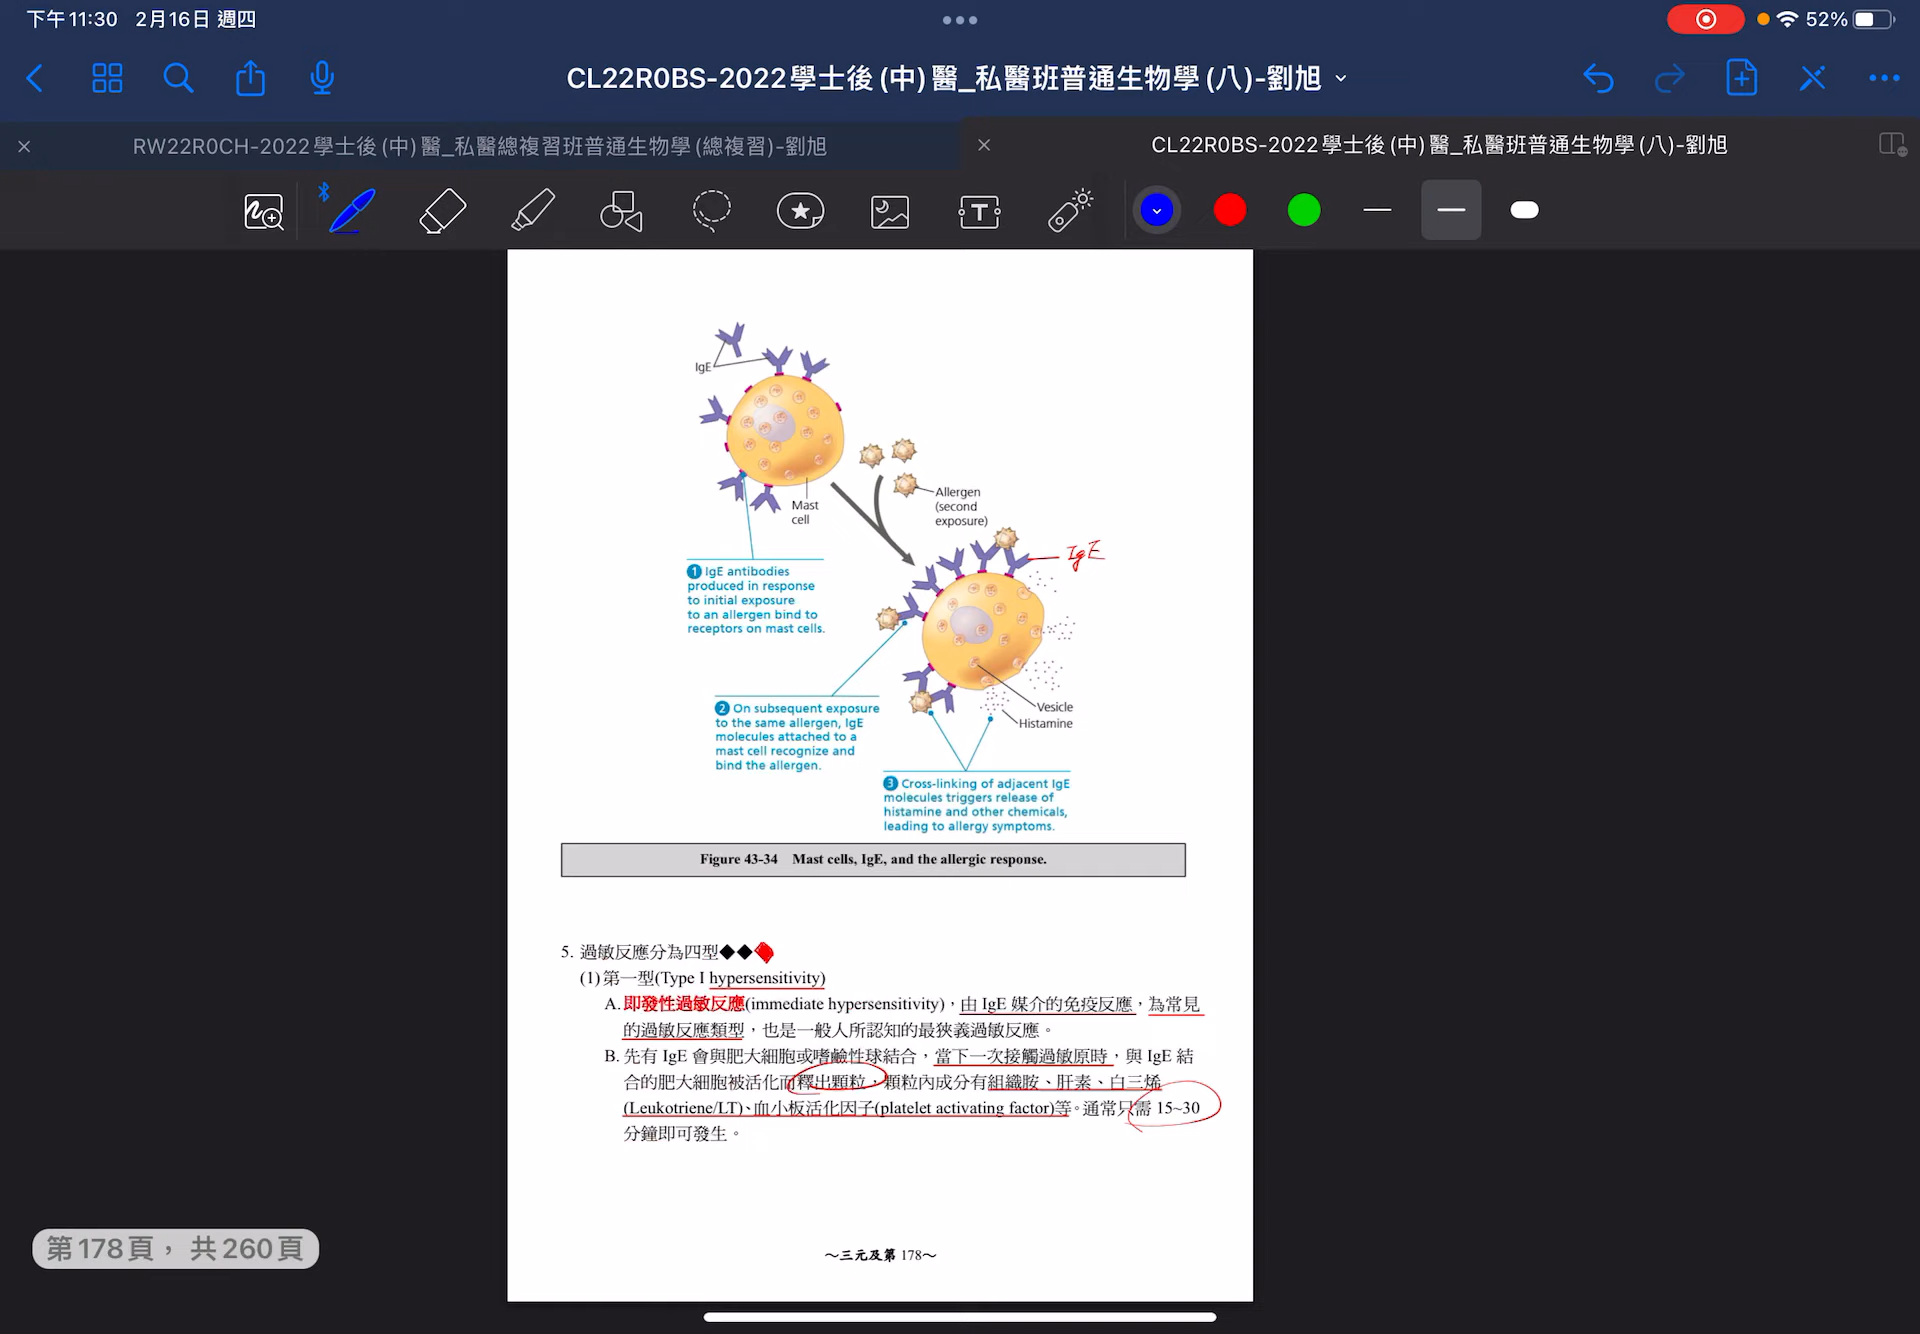 下午11:30 2月16日 週四
52%
CL22R0BS-2022學士後(中)醫_私醫班普通生物學(八)-劉旭
RW22R0CH-2022學士後(中)醫_私醫總複習班普通生物學(總複習)-劉旭
CL22R0BS-2022學士後(中)醫_私醫班普通生物學(八)-劉旭
IgE
Mast
cell
Allergen
(second
exposure)
IgE
1 IgE antibodies
produced in response
to initial exposure
to an allergen bind to
receptors on mast cells.
2 On subsequent exposure
to the same allergen, IgE
molecules attached to a
mast cell recognize and
bind the allergen.
Vesicle
Histamine
3 Cross-linking of adjacent IgE
molecules triggers release of
histamine and other chemicals,
leading to allergy symptoms.
Figure 43-34 Mast cells, IgE, and the allergic response.
5. 過敏反應分為四型◆◆◆
(1)第一型(Type I hypersensitivity)
A. 即發性過敏反應(immediate hypersensitivity)，由 IgE 媒介的免疫反應，為常見
的過敏反應類型，也是一般人所認知的最狹義過敏反應。
B. 先有 IgE 會與肥大細胞或嗜鹼性球結合，當下一次接觸過敏原時，與 IgE 結
合的肥大細胞被活化而釋出顆粒，顆粒內成分有組織胺、肝素、白三烯
(Leukotriene/LT)、血小板活化因子(platelet activating factor)等。通常只需 15~30
分鐘即可發生。
第178頁， 共260頁
～三元及第 178～